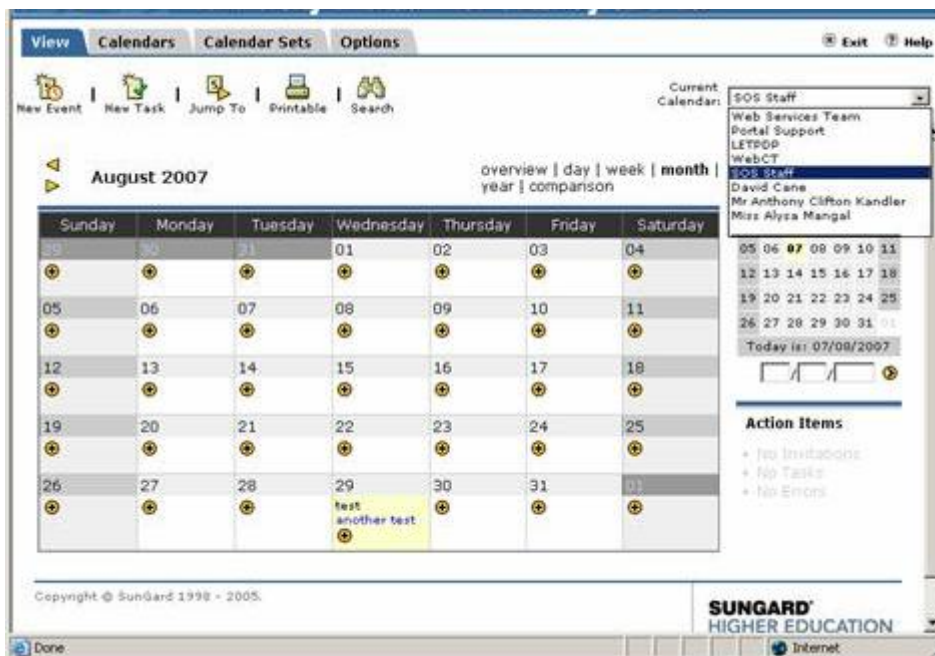 View Calendars Calendar Sets Options Exit Help
New Event New Task Jump To Printable Search
Current
Calendar: SOS Staff
Web Services Team
Portal Support
LETPOP
WebCT
SOS Staff
David Cane
Mr Anthony Clifton Kandler
Miss Alysa Mangal
August 2007
overview | day | week | month |
year | comparison
Sunday Monday Tuesday Wednesday Thursday Friday Saturday
29 30 31 01 02 03 04
05 06 07 08 09 10 11
12 13 14 15 16 17 18
19 20 21 22 23 24 25
26 27 28 29 30 31 01
test
another test
05 06 07 08 09 10 11
12 13 14 15 16 17 18
19 20 21 22 23 24 25
26 27 28 29 30 31 01
Today is: 07/08/2007
/ /
Action Items
No Invitations
No Tasks
No Errors
Copyright © SunGard 1998 - 2005.
SUNGARD'
HIGHER EDUCATION
Done
Internet